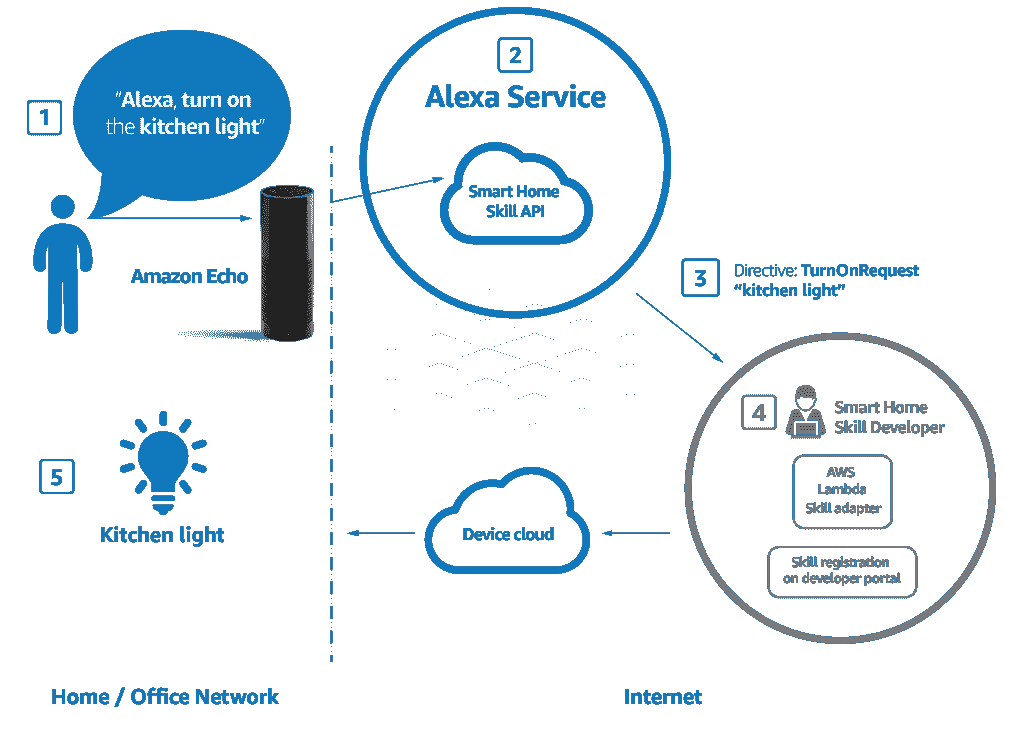 1
“Alexa, turn on
the kitchen light”
Amazon Echo
2
Alexa Service
Smart Home
Skill API
3
Directive: TurnOnRequest
“kitchen light”
4
Smart Home
Skill Developer
AWS
Lambda
Skill adapter
Skill registration
on developer portal
Device cloud
5
Kitchen light
Home / Office Network
Internet